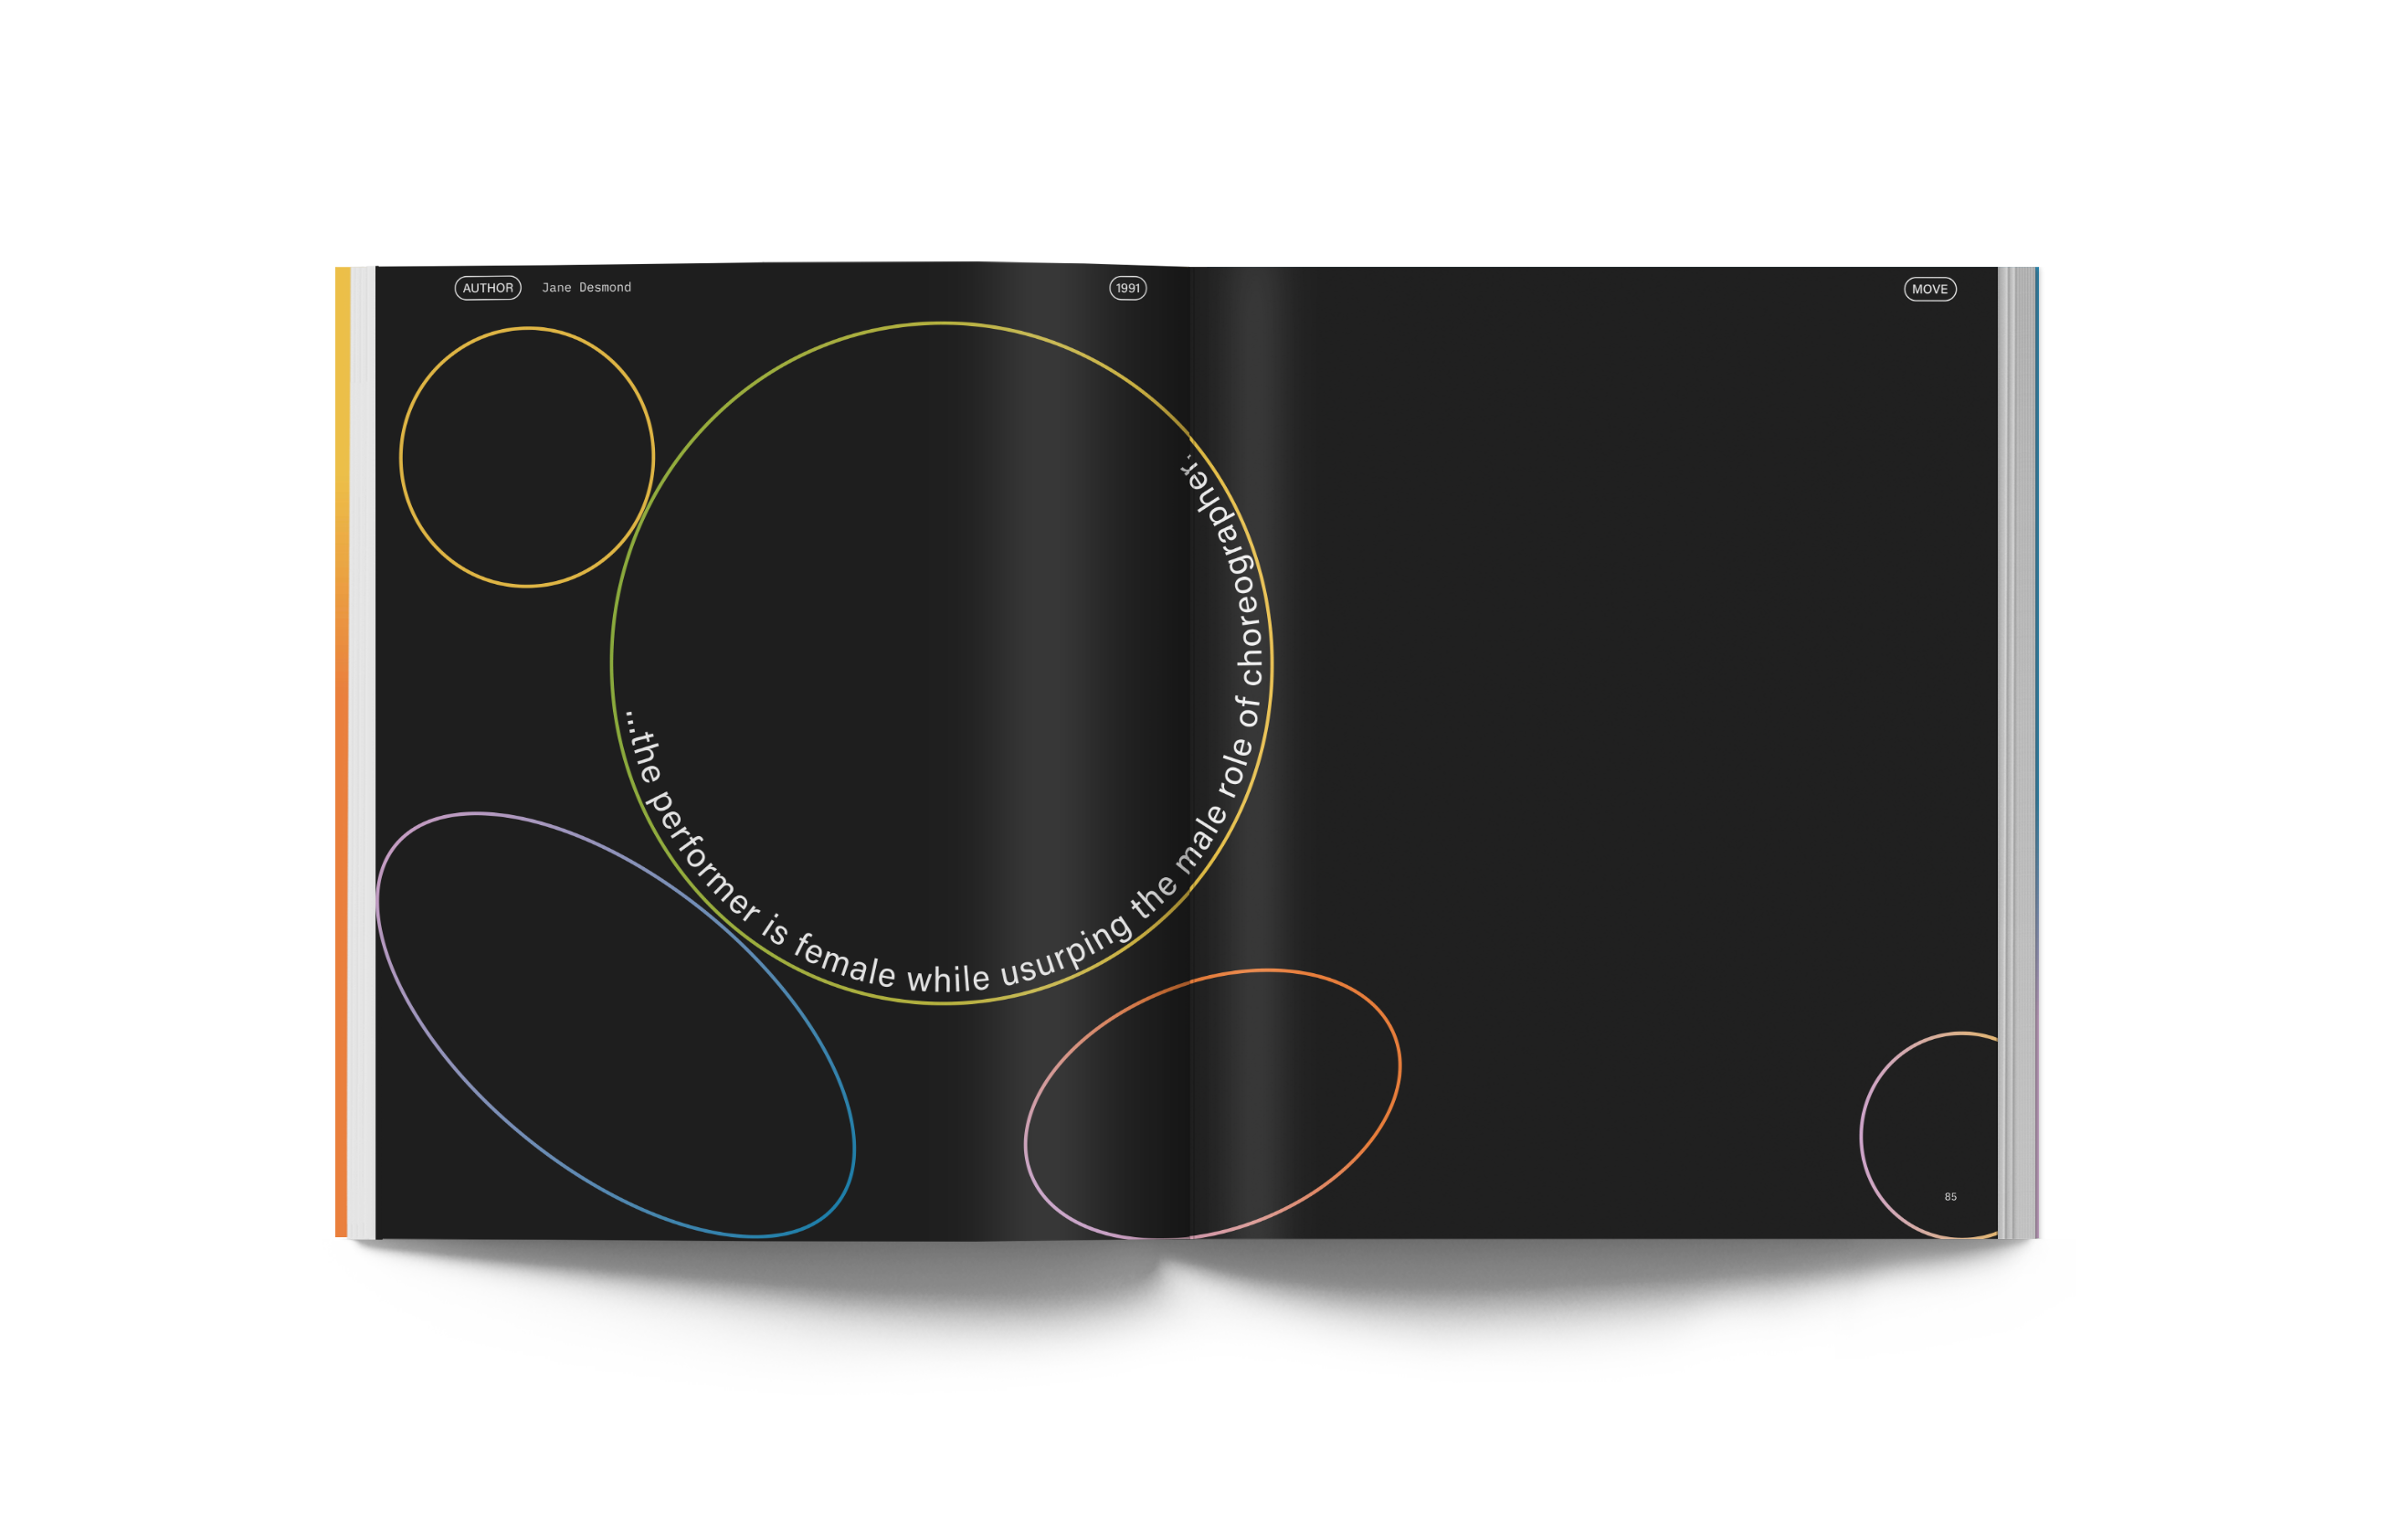 AUTHOR Jane Desmond 1991 MOVE
...the performer is female while usurping the male role of choreographer.
85